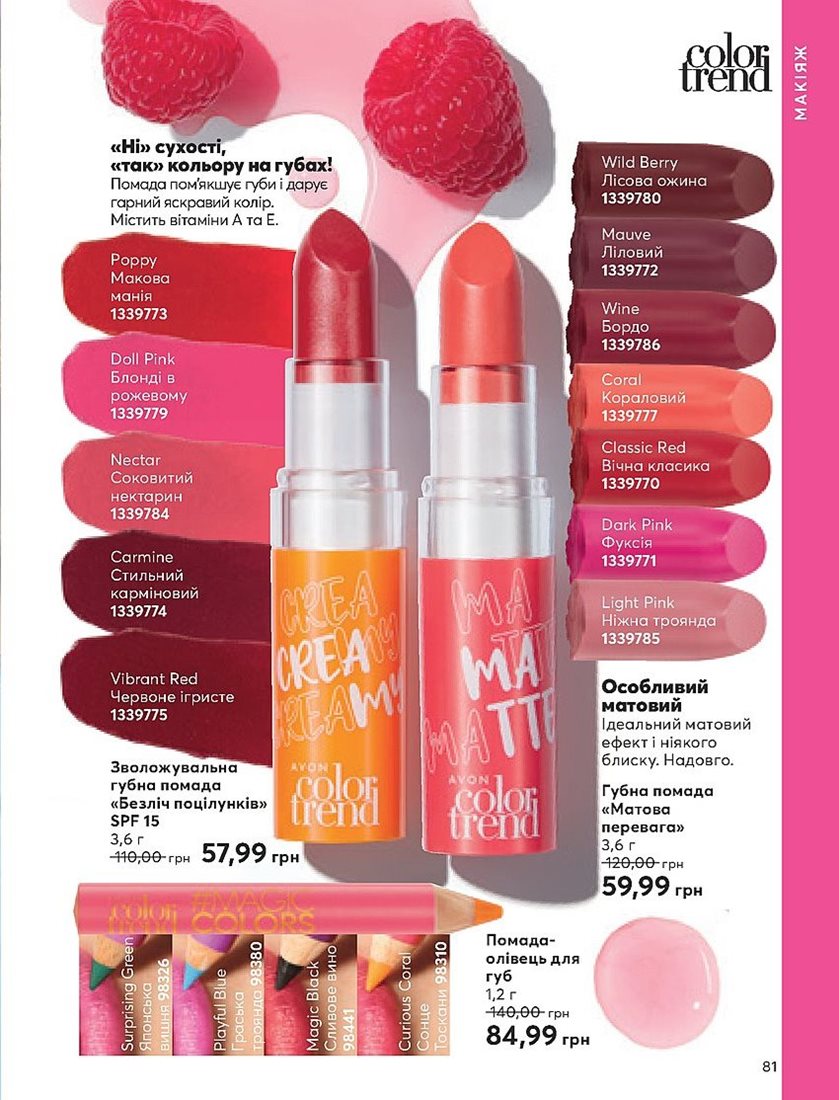 color
trend
МАКІЯЖ
«Ні» сухості,
«так» кольору на губах!
Помада пом'якшує губи і дарує
гарний яскравий колір.
Містить вітаміни А та Е.
Poppy
Макова
манія
1339773
Doll Pink
Блонді в
рожевому
1339779
Nectar
Соковитий
нектарин
1339784
Carmine
Стильний
карміновий
1339774
Vibrant Red
Червоне ігристе
1339775
Зволожувальна
губна помада
«Безліч поцілунків»
SPF 15
3,6 г
110,00 грн 57,99 грн
CREA
CREAMY
CREAMY
AVON
color
trend
MATTE
MATTE
MATTE
AVON
color
trend
Wild Berry
Лісова ожина
1339780
Mauve
Ліловий
1339772
Wine
Бордо
1339786
Coral
Кораловий
1339777
Classic Red
Вічна класика
1339770
Dark Pink
Фуксія
1339771
Light Pink
Ніжна троянда
1339785
Особливий
матовий
Ідеальний матовий
ефект і ніякого
блиску. Надовго.
Губна помада
«Матова
перевага»
3,6 г
120,00 грн
59,99 грн
color
trend
#MAGIC
COLORS
Surprising Green
Японська
вишня 98326
Playful Blue
Граська
троянда 98380
Magic Black
Сливове вино
98441
Curious Coral
Сонце
Тоскани 98310
Помада-
олівець для
губ
1,2 г
140,00 грн
84,99 грн
81